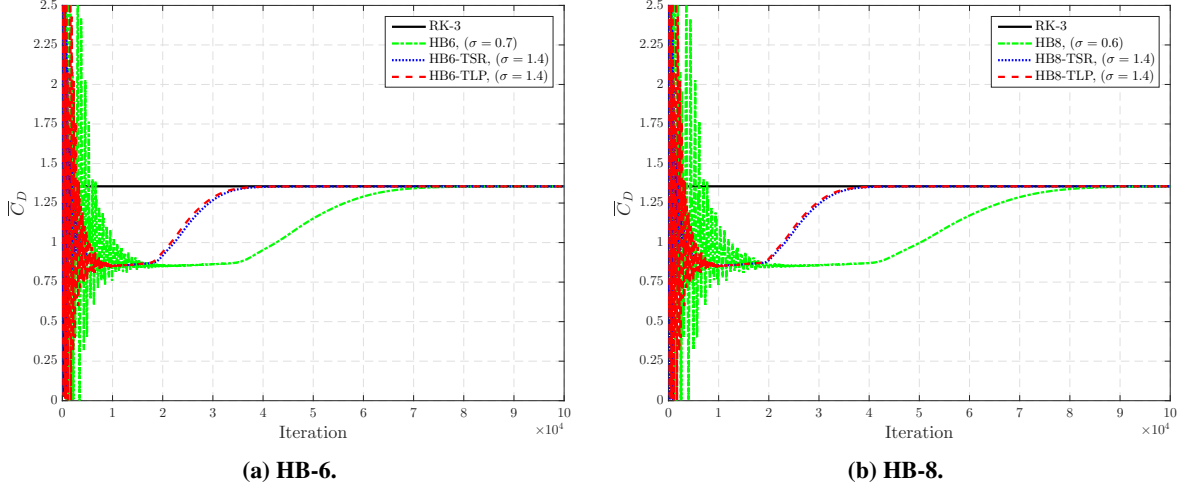 2.5
2.25
2
1.75
1.5
1.25
1
0.75
0.5
0.25
0
C_D
0 1 2 3 4 5 6 7 8 9 10
×10^4
Iteration
RK-3
HB6, (σ = 0.7)
HB6-TSR, (σ = 1.4)
HB6-TLP, (σ = 1.4)
(a) HB-6.
2.5
2.25
2
1.75
1.5
1.25
1
0.75
0.5
0.25
0
C_D
0 1 2 3 4 5 6 7 8 9 10
×10^4
Iteration
RK-3
HB8, (σ = 0.6)
HB8-TSR, (σ = 1.4)
HB8-TLP, (σ = 1.4)
(b) HB-8.